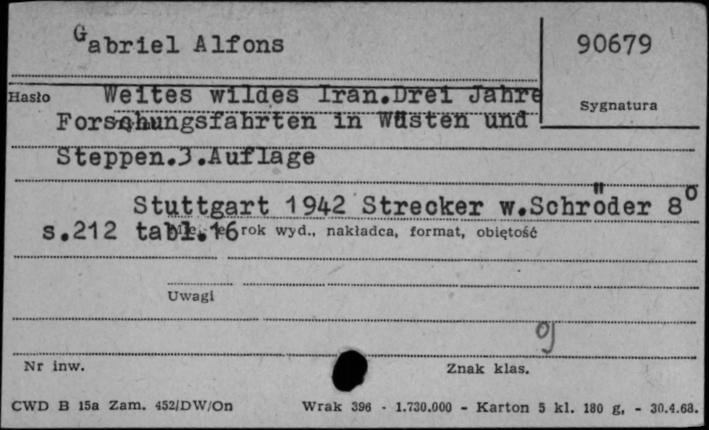 Gabriel Alfons
90679
Hasło
Weites wildes Iran.Drei Jahre
Sygnatura
Forschungsfahrten in Wüsten und
Steppen.3.Auflage
Stuttgart 1942 Strecker w.Schröder 8°
s.212 tabl.16
rok wyd., nakładca, format, objętość
Uwagi
Nr inw.
Znak klas.
CWD B 15a Zam. 452/DW/On
Wrak 396 - 1.730.000 - Karton 5 kl. 180 g, - 30.4.68.